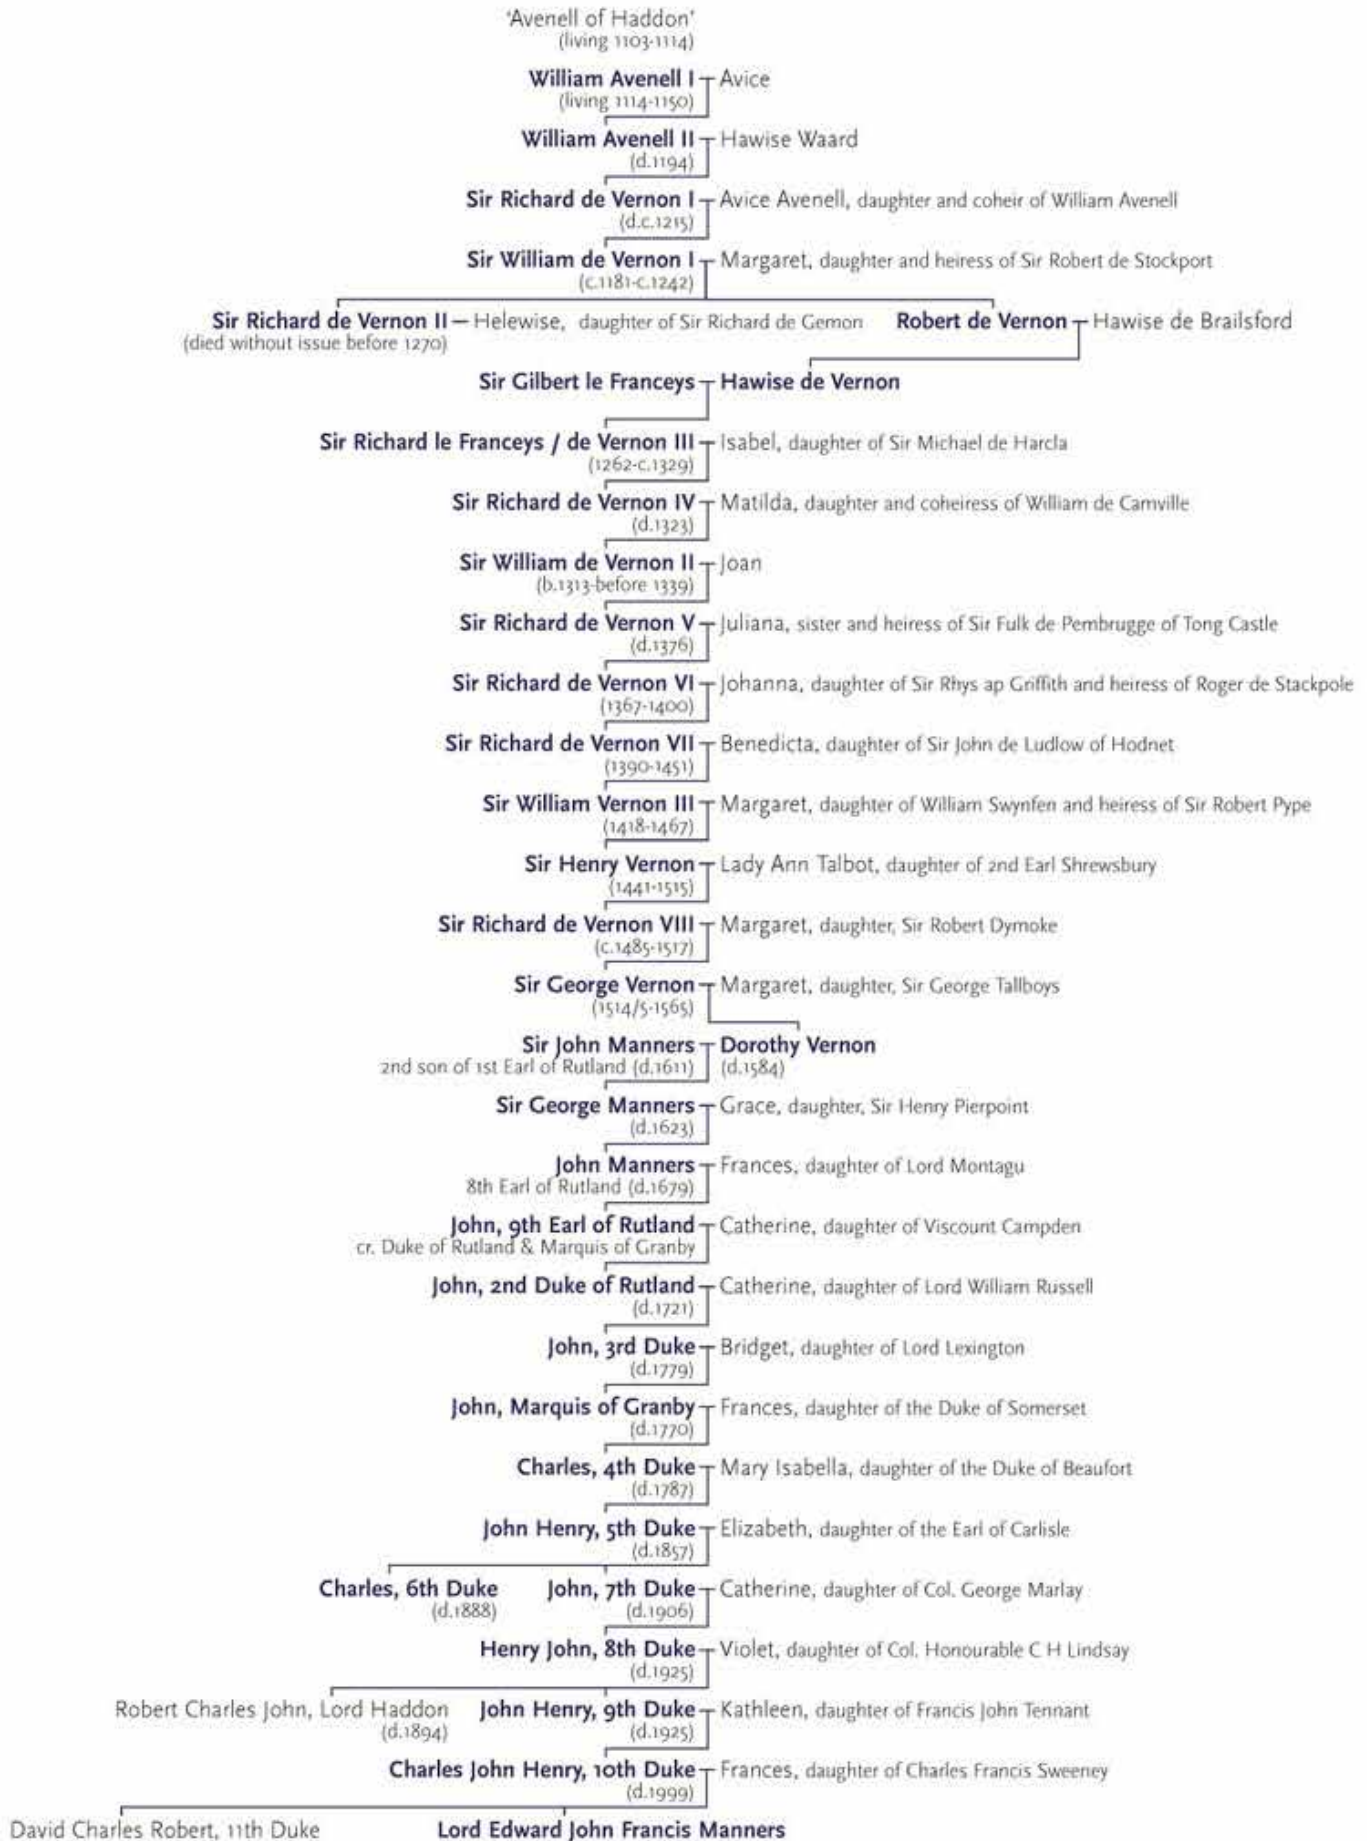 'Avenell of Haddon'
(living 1103-1114)
William Avenell I Avice
(living 1114-1150)
William Avenell II Hawise Waard
(d.1194)
Sir Richard de Vernon I Avice Avenell, daughter and coheir of William Avenell
(d.c.1215)
Sir William de Vernon I Margaret, daughter and heiress of Sir Robert de Stockport
(c.1181-c.1242)
Sir Richard de Vernon II Helewise, daughter of Sir Richard de Gernon Robert de Vernon Hawise de Brailsford
(died without issue before 1270)
Sir Gilbert le Franceys Hawise de Vernon
Sir Richard le Franceys / de Vernon III Isabel, daughter of Sir Michael de Harcla
(1262-c.1329)
Sir Richard de Vernon IV Matilda, daughter and coheiress of William de Camville
(d.1323)
Sir William de Vernon II Joan
(b.1313-before 1339)
Sir Richard de Vernon V Juliana, sister and heiress of Sir Fulk de Pembrugge of Tong Castle
(d.1376)
Sir Richard de Vernon VI Johanna, daughter of Sir Rhys ap Griffith and heiress of Roger de Stackpole
(1367-1400)
Sir Richard de Vernon VII Benedicta, daughter of Sir John de Ludlow of Hodnet
(1390-1451)
Sir William Vernon III Margaret, daughter of William Swynfen and heiress of Sir Robert Pype
(1418-1467)
Sir Henry Vernon Lady Ann Talbot, daughter of 2nd Earl Shrewsbury
(1441-1515)
Sir Richard de Vernon VIII Margaret, daughter, Sir Robert Dymoke
(c.1485-1517)
Sir George Vernon Margaret, daughter, Sir George Tallboys
(1514/5-1565)
Sir John Manners Dorothy Vernon
2nd son of 1st Earl of Rutland (d.1611) (d.1584)
Sir George Manners Grace, daughter, Sir Henry Pierpoint
(d.1623)
John Manners Frances, daughter of Lord Montagu
8th Earl of Rutland (d.1679)
John, 9th Earl of Rutland Catherine, daughter of Viscount Campden
cr. Duke of Rutland & Marquis of Granby
John, 2nd Duke of Rutland Catherine, daughter of Lord William Russell
(d.1721)
John, 3rd Duke Bridget, daughter of Lord Lexington
(d.1779)
John, Marquis of Granby Frances, daughter of the Duke of Somerset
(d.1770)
Charles, 4th Duke Mary Isabella, daughter of the Duke of Beaufort
(d.1787)
John Henry, 5th Duke Elizabeth, daughter of the Earl of Carlisle
(d.1857)
Charles, 6th Duke John, 7th Duke Catherine, daughter of Col. George Marlay
(d.1888) (d.1906)
Henry John, 8th Duke Violet, daughter of Col. Honourable C H Lindsay
(d.1925)
Robert Charles John, Lord Haddon John Henry, 9th Duke Kathleen, daughter of Francis John Tennant
(d.1894) (d.1925)
Charles John Henry, 10th Duke Frances, daughter of Charles Francis Sweeney
(d.1999)
David Charles Robert, 11th Duke Lord Edward John Francis Manners